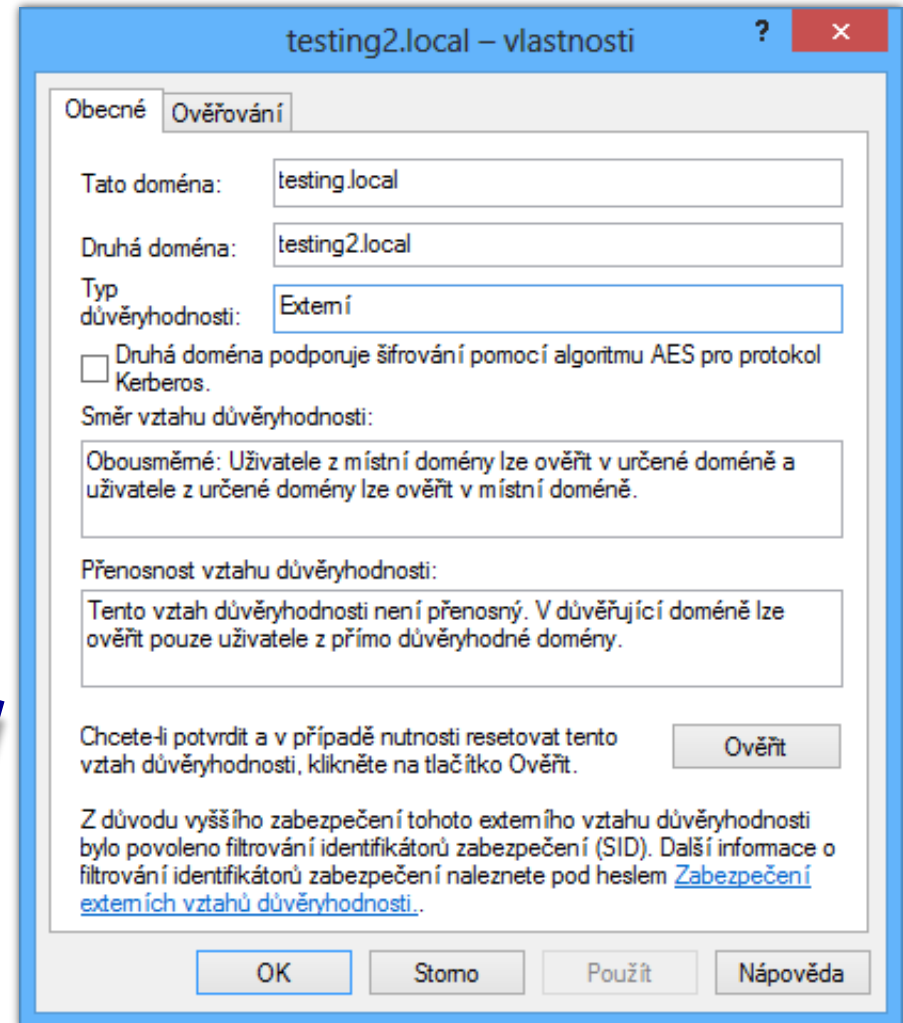 testing2.local – vlastnosti
?
Obecné
Ověřování
Tato doména:
testing.local
Druhá doména:
testing2.local
Typ
důvěryhodnosti:
Externí
Druhá doména podporuje šifrování pomocí algoritmu AES pro protokol
Kerberos.
Směr vztahu důvěryhodnosti:
Obousměrné: Uživatele z místní domény lze ověřit v určené doméně a
uživatele z určené domény lze ověřit v místní doméně.
Přenosnost vztahu důvěryhodnosti:
Tento vztah důvěryhodnosti není přenosný. V důvěřující doméně lze
ověřit pouze uživatele z přímo důvěryhodné domény.
Chcete-li potvrdit a v případě nutnosti resetovat tento
vztah důvěryhodnosti, klikněte na tlačítko Ověřit.
Ověřit
Z důvodu vyššího zabezpečení tohoto externího vztahu důvěryhodnosti
bylo povoleno filtrování identifikátorů zabezpečení (SID). Další informace o
filtrování identifikátorů zabezpečení naleznete pod heslem Zabezpečení
externích vztahů důvěryhodnosti..
OK
Storno
Použít
Nápověda